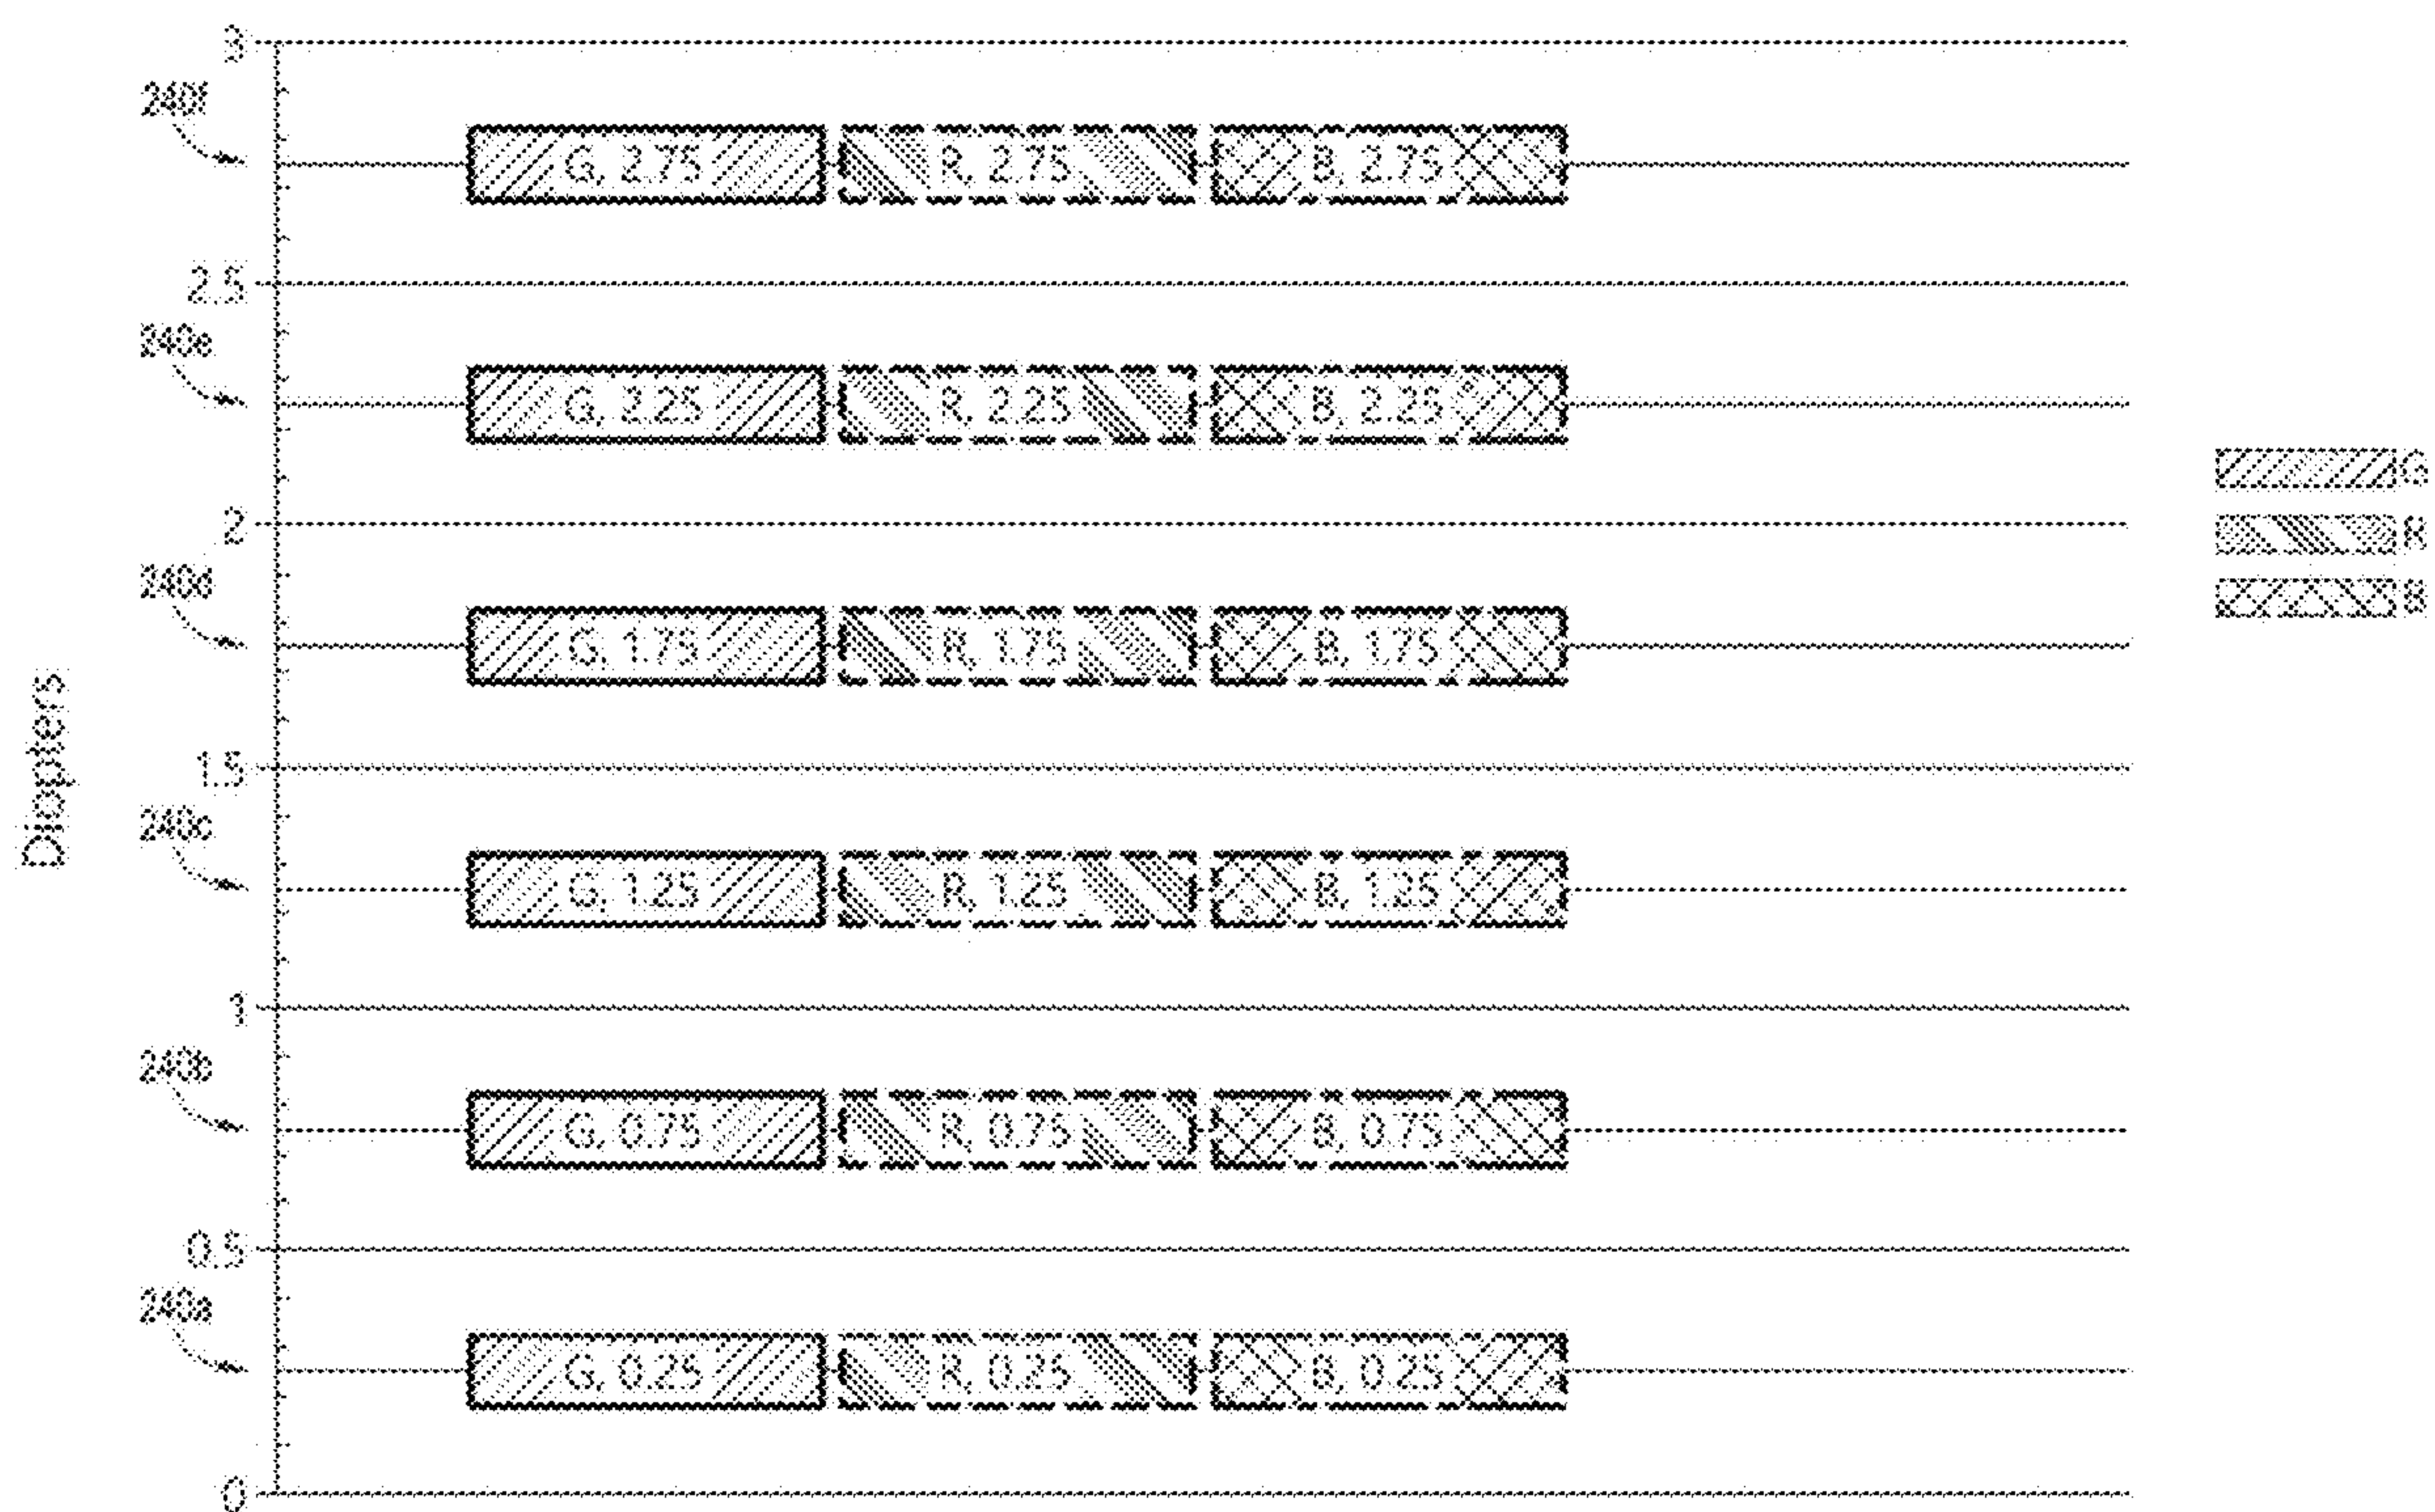 3
240f
G, 2.75 R, 2.75 B, 2.75
2.5
240e
G, 2.25 R, 2.25 B, 2.25
G
R
B
2
240d
G, 1.75 R, 1.75 B, 1.75
Diopters
1.5
240c
G, 1.25 R, 1.25 B, 1.25
1
240b
G, 0.75 R, 0.75 B, 0.75
0.5
240a
G, 0.25 R, 0.25 B, 0.25
0